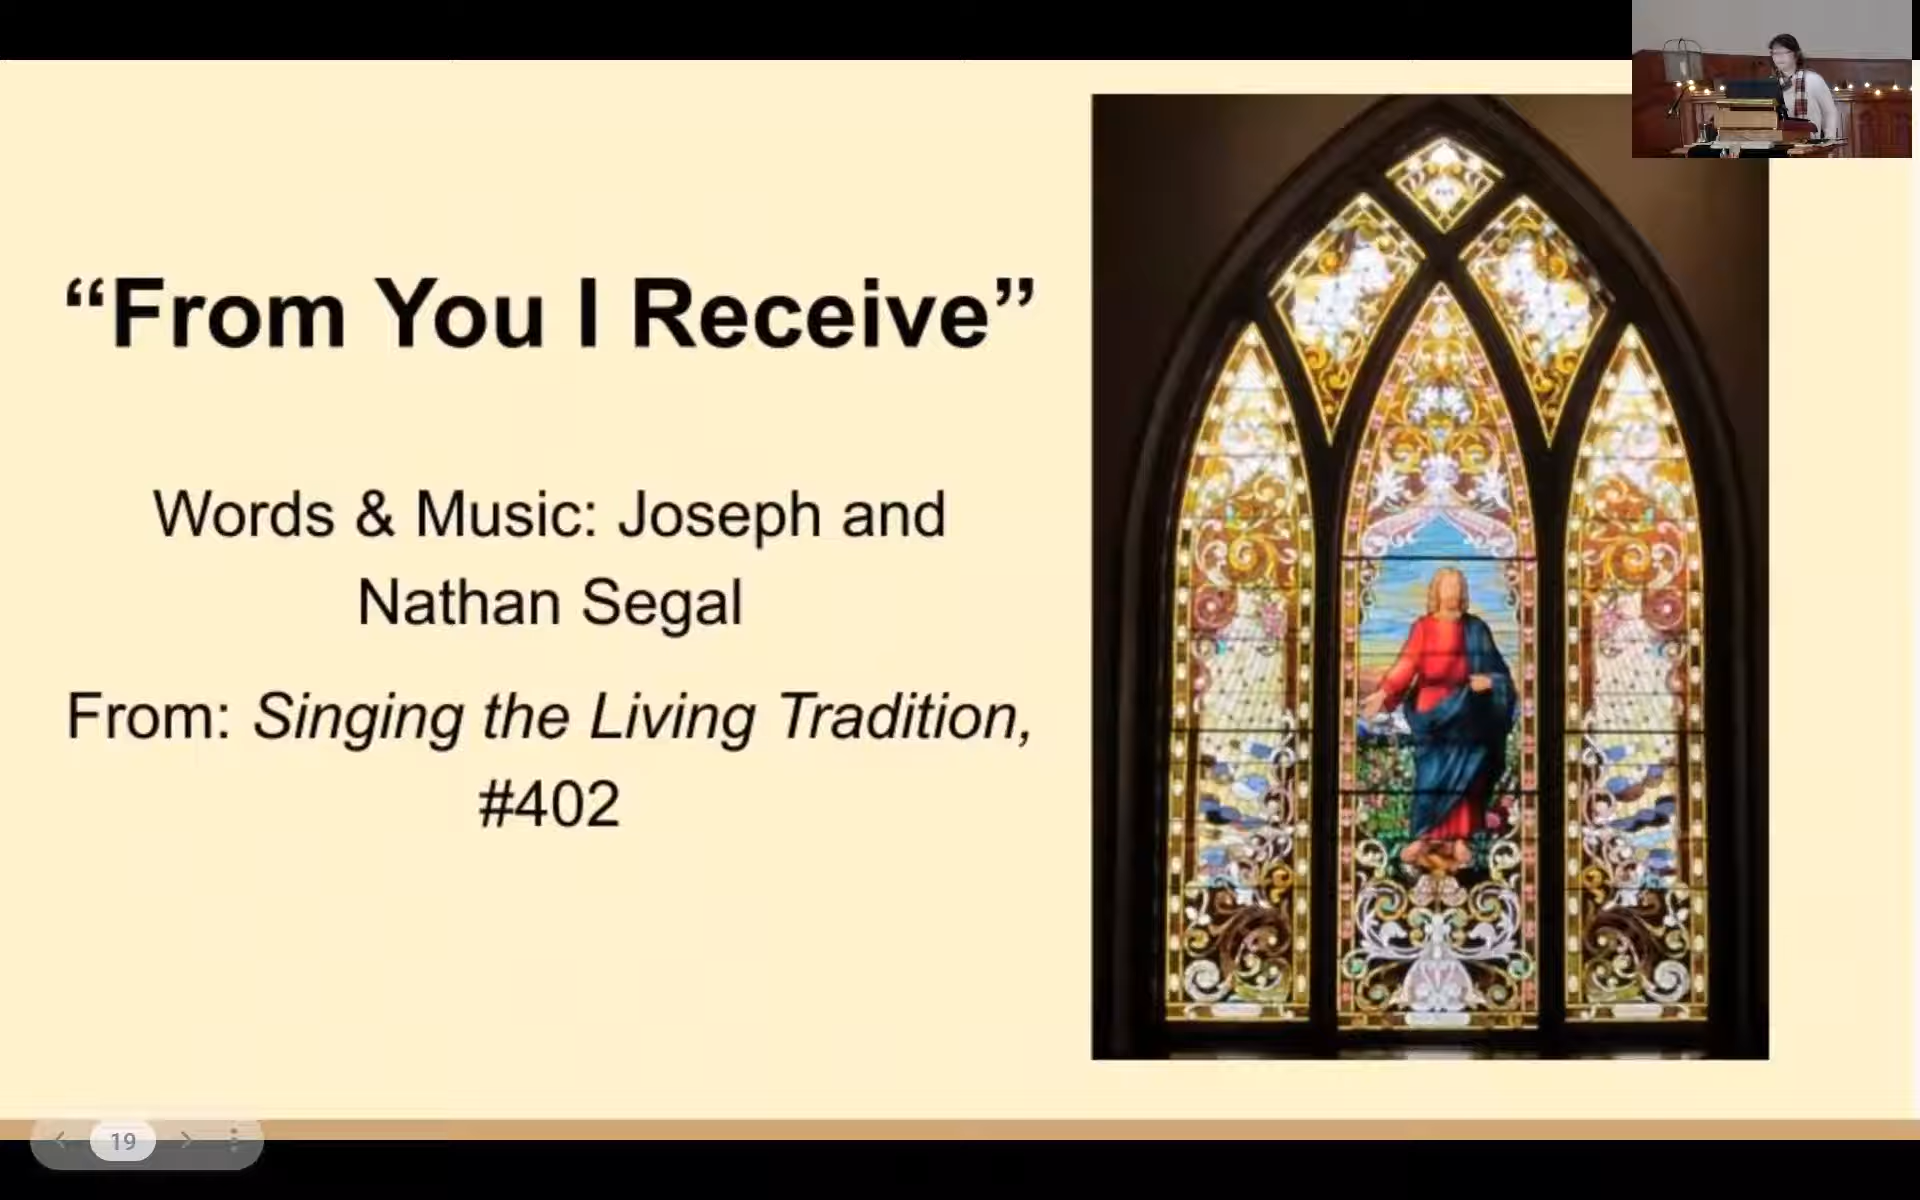 “From You I Receive”
Words & Music: Joseph and
Nathan Segal
From: Singing the Living Tradition,
#402
19